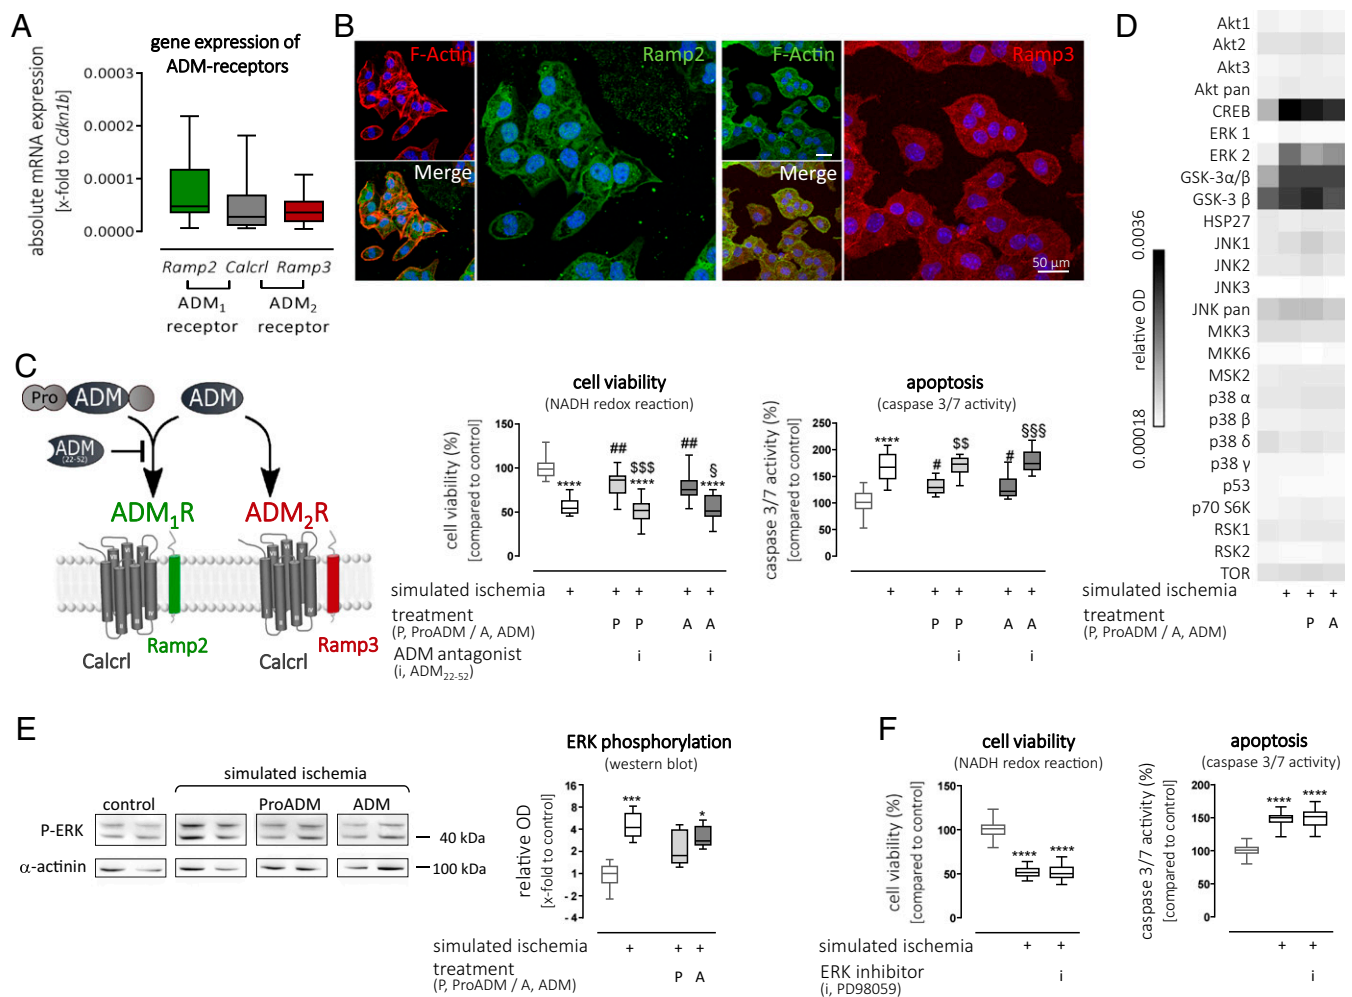 A
gene expression of
ADM-receptors
absolute mRNA expression
[x-fold to Cdkn1b]
0.0003
0.0002
0.0001
0.0000
Ramp2 Calcrl Ramp3
ADM1 receptor
ADM2 receptor
B
F-Actin
Merge
Ramp2
F-Actin
Merge
Ramp3
50 µm
C
Pro ADM
ADM
ADM
(22-52)
ADM1R
ADM2R
Ramp2
Calcrl
Ramp3
Calcrl
cell viability
(NADH redox reaction)
cell viability (%)
[compared to control]
150
100
50
0
**** ## $$$ **** ## § ****
apoptosis
(caspase 3/7 activity)
caspase 3/7 activity (%)
[compared to control]
250
200
150
100
50
0
**** # $$ # §§§
simulated ischemia + + + + + + + + + +
treatment P P A A P P A A
(P, ProADM / A, ADM)
ADM antagonist i i i i
(i, ADM22-52)
D
Akt1
Akt2
Akt3
Akt pan
CREB
ERK 1
ERK 2
GSK-3α/β
GSK-3 β
HSP27
JNK1
JNK2
JNK3
JNK pan
MKK3
MKK6
MSK2
p38 α
p38 β
p38 δ
p38 γ
p53
p70 S6K
RSK1
RSK2
TOR
0.0036
relative OD
0.00018
simulated ischemia + + +
treatment P A
(P, ProADM / A, ADM)
E
simulated ischemia
control ProADM ADM
P-ERK
40 kDa
α-actinin
100 kDa
ERK phosphorylation
(western blot)
relative OD
[x-fold to control]
16
4
2
1
- 2
- 4
*** *
simulated ischemia + + +
treatment P A
(P, ProADM / A, ADM)
F
cell viability
(NADH redox reaction)
cell viability (%)
[compared to control]
150
100
50
0
**** ****
apoptosis
(caspase 3/7 activity)
caspase 3/7 activity (%)
[compared to control]
200
150
100
50
0
**** ****
simulated ischemia + + + +
ERK inhibitor i i
(i, PD98059)